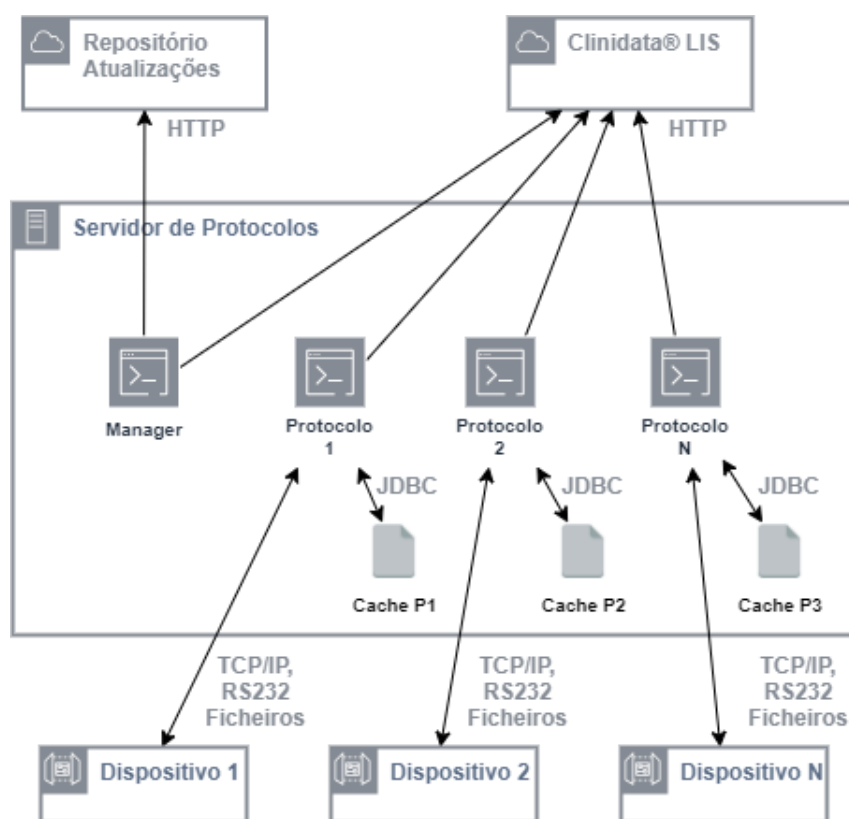 Repositório
Atualizações
Clinidata® LIS
HTTP
HTTP
Servidor de Protocolos
Manager
Protocolo
1
Protocolo
2
Protocolo
N
JDBC
JDBC
JDBC
Cache P1
Cache P2
Cache P3
TCP/IP,
RS232
Ficheiros
TCP/IP,
RS232
Ficheiros
TCP/IP,
RS232
Ficheiros
Dispositivo 1
Dispositivo 2
Dispositivo N